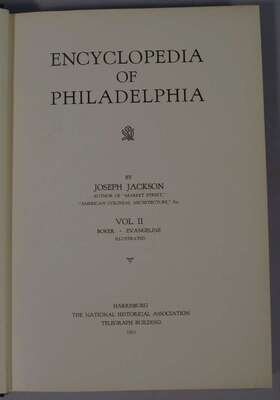 ENCYCLOPEDIA
OF
PHILADELPHIA
BY
JOSEPH JACKSON
AUTHOR OF "MARKET STREET,"
"AMERICAN COLONIAL ARCHITECTURE," &c.
VOL II
BOKER - EVANGELINE
ILLUSTRATED
HARRISBURG
THE NATIONAL HISTORICAL ASSOCIATION
TELEGRAPH BUILDING